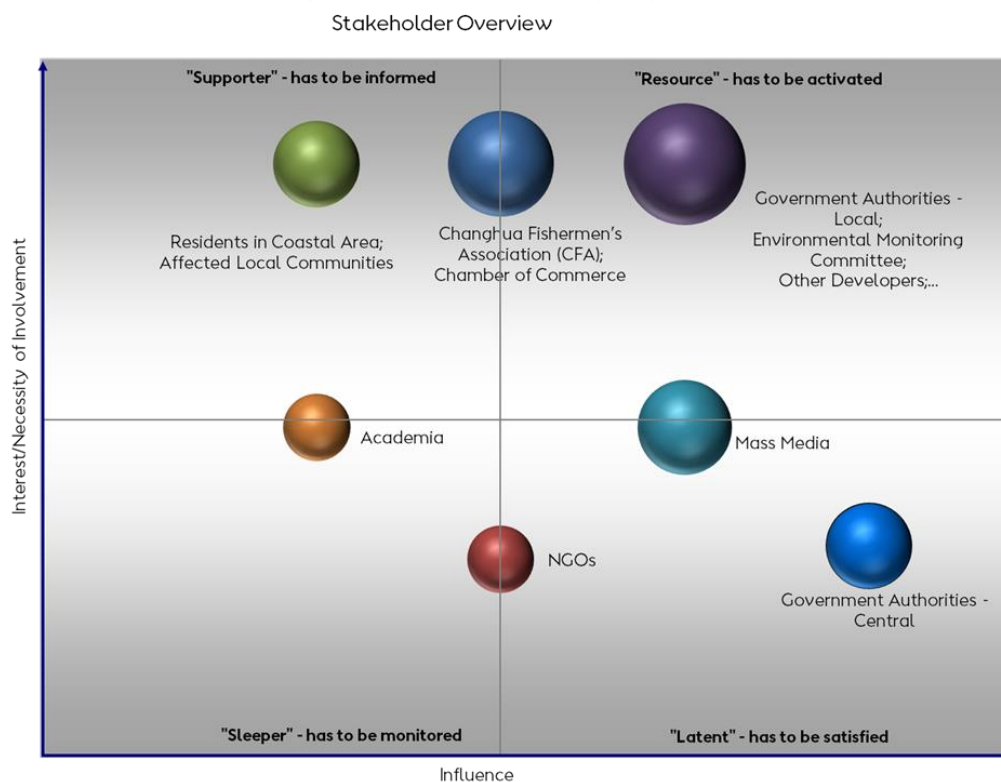 Stakeholder Overview
"Supporter" - has to be informed
"Resource" - has to be activated
Residents in Coastal Area;
Affected Local Communities
Changhua Fishermen's
Association (CFA);
Chamber of Commerce
Government Authorities -
Local;
Environmental Monitoring
Committee;
Other Developers;...
Interest/Necessity of Involvement
Academia
Mass Media
NGOs
Government Authorities -
Central
"Sleeper" - has to be monitored
"Latent" - has to be satisfied
Influence